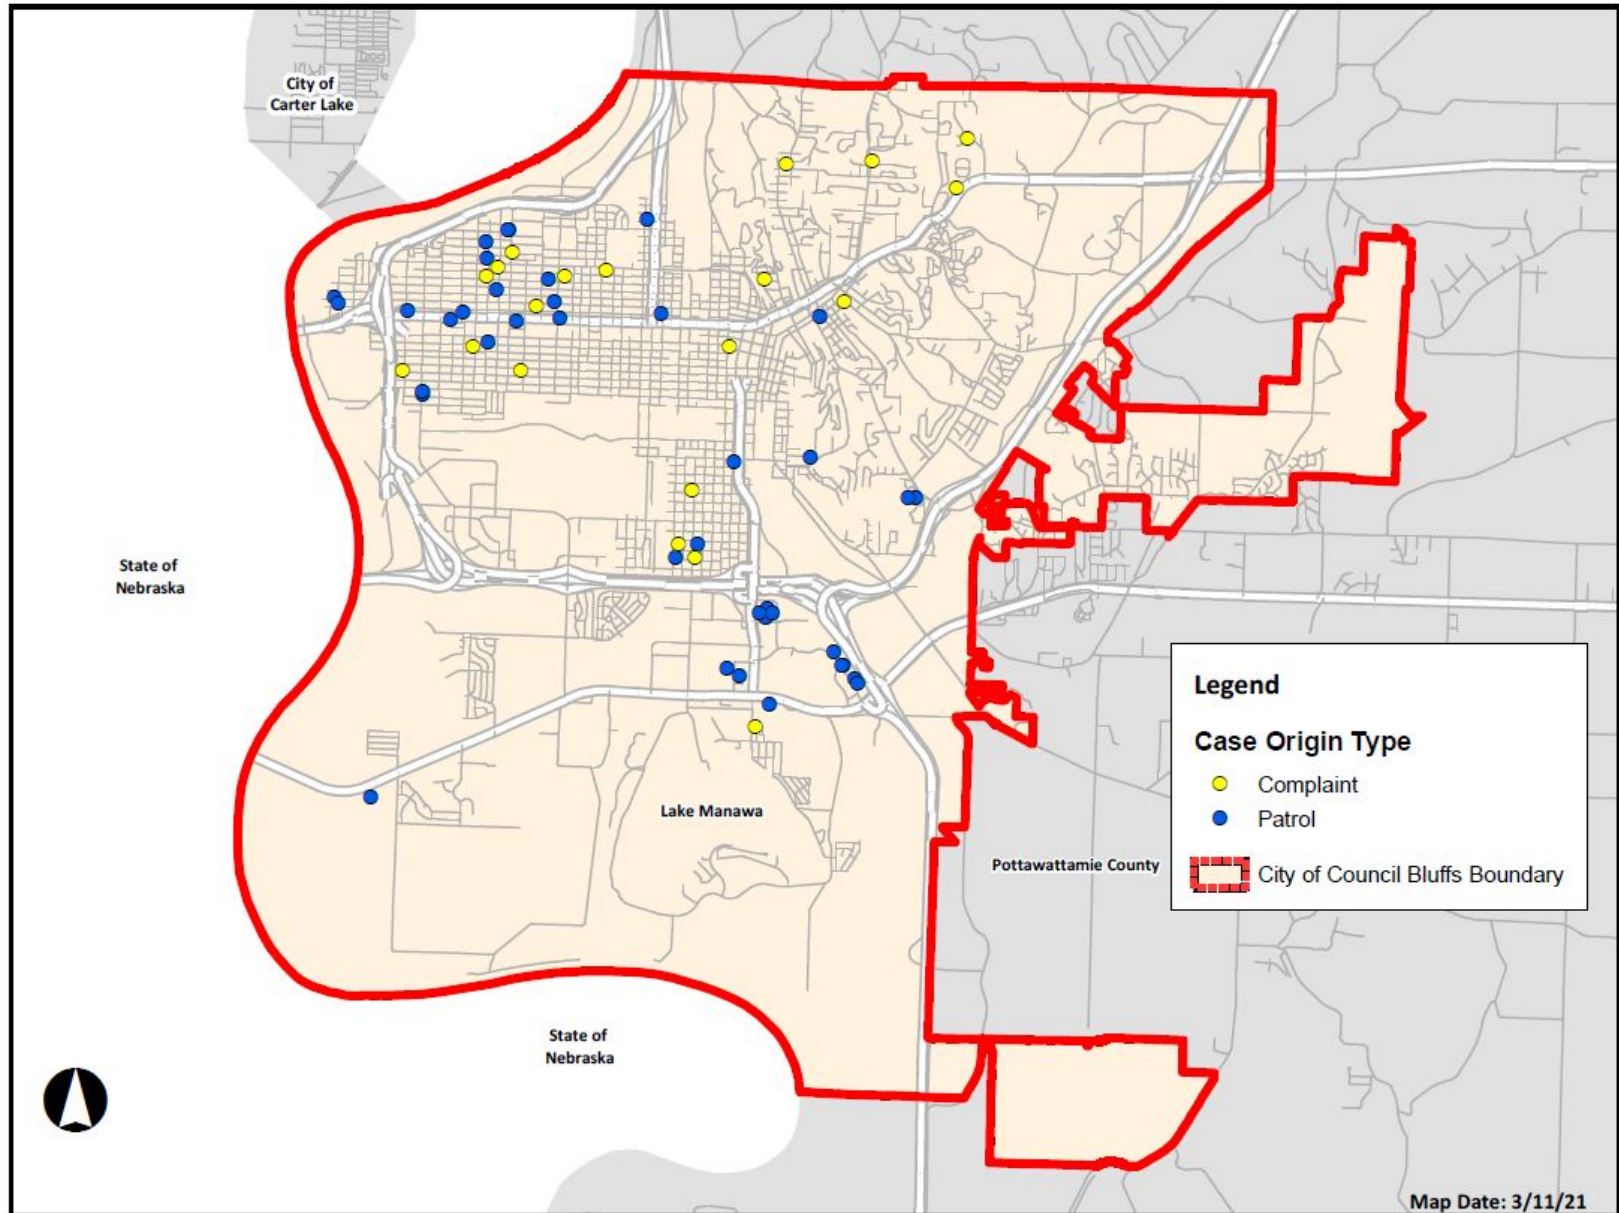 City of
Carter Lake
State of
Nebraska
Legend
Case Origin Type
Complaint
Patrol
City of Council Bluffs Boundary
Lake Manawa
Pottawattamie County
State of
Nebraska
Map Date: 3/11/21